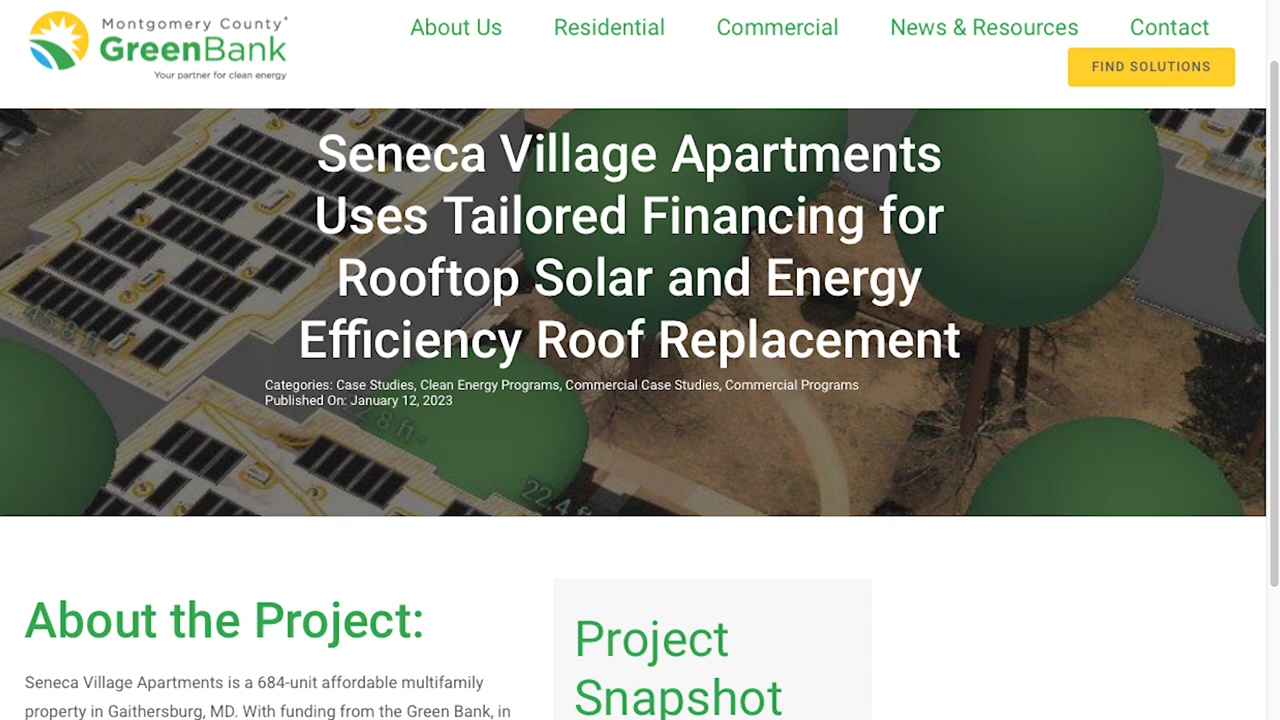 Montgomery County
GreenBank
Your partner for clean energy
About Us
Residential
Commercial
News & Resources
Contact
FIND SOLUTIONS
Seneca Village Apartments
Uses Tailored Financing for
Rooftop Solar and Energy
Efficiency Roof Replacement
Categories: Case Studies, Clean Energy Programs, Commercial Case Studies, Commercial Programs
Published On: January 12, 2023
22.4 ft
About the Project:
Seneca Village Apartments is a 684-unit affordable multifamily
property in Gaithersburg, MD. With funding from the Green Bank, in
Project
Snapshot